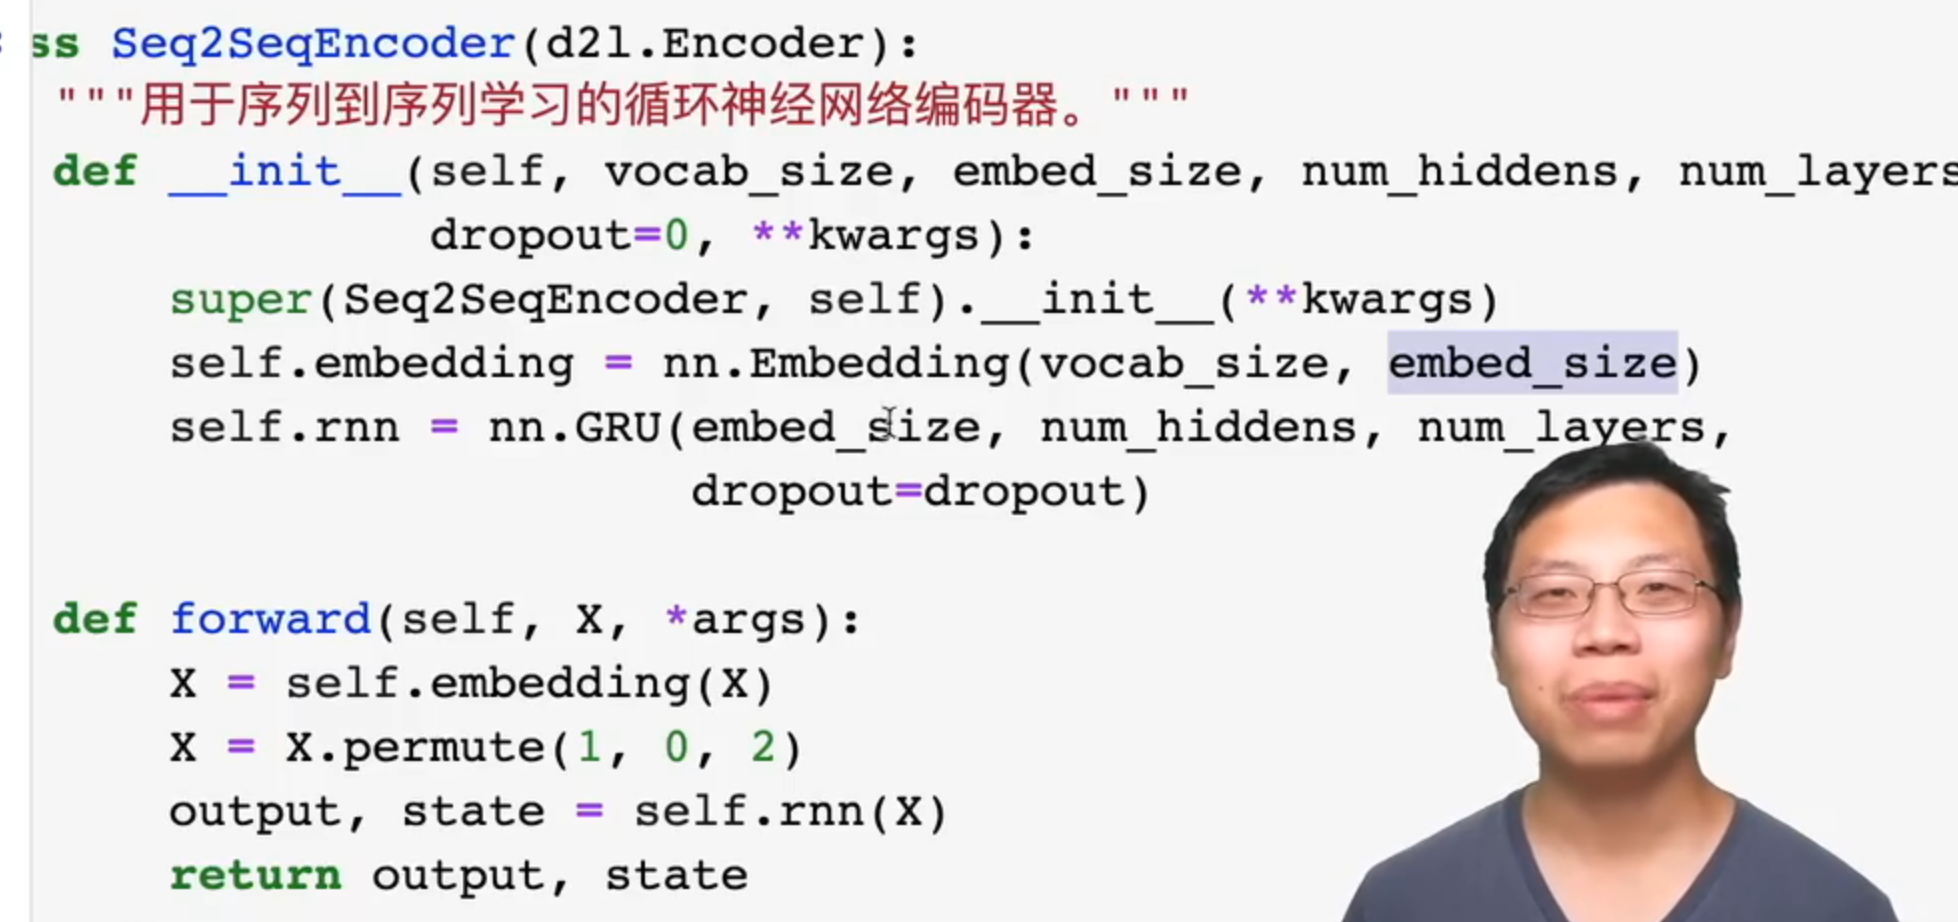 ss Seq2SeqEncoder(d2l.Encoder):
"""用于序列到序列学习的循环神经网络编码器。"""
def __init__(self, vocab_size, embed_size, num_hiddens, num_layers
dropout=0, **kwargs):
super(Seq2SeqEncoder, self).__init__(**kwargs)
self.embedding = nn.Embedding(vocab_size, embed_size)
self.rnn = nn.GRU(embed_size, num_hiddens, num_layers,
dropout=dropout)
def forward(self, X, *args):
X = self.embedding(X)
X = X.permute(1, 0, 2)
output, state = self.rnn(X)
return output, state